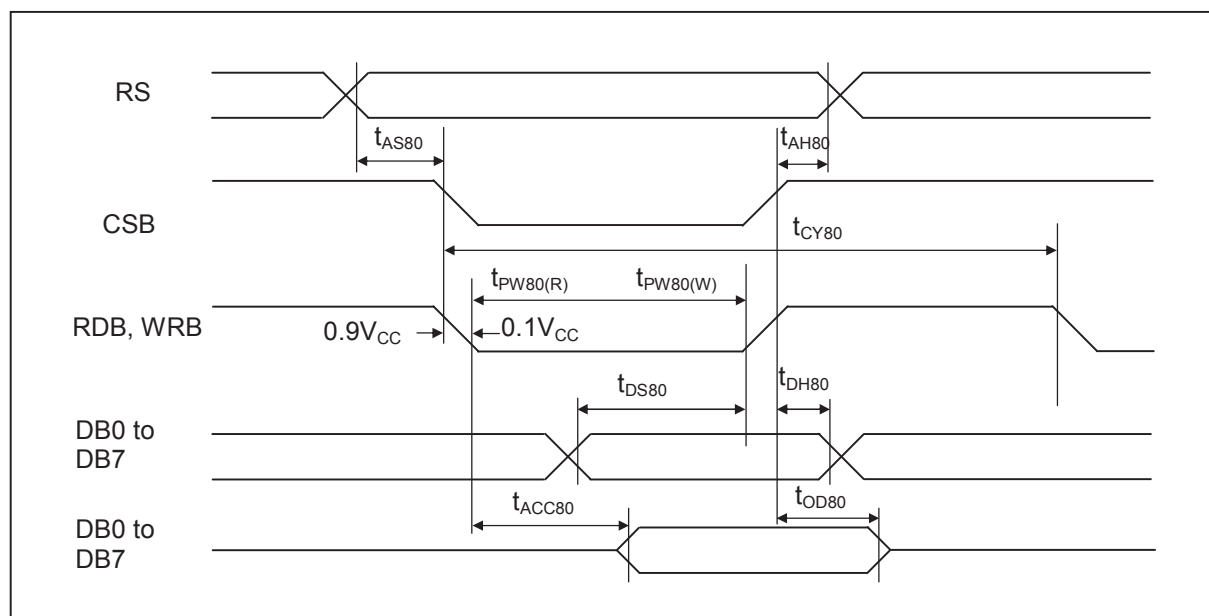 RS
tAS80
tAH80
CSB
tCY80
tPW80(R)
tPW80(W)
RDB, WRB
0.9VCC
0.1VCC
tDS80
tDH80
DB0 to
DB7
tACC80
tOD80
DB0 to
DB7